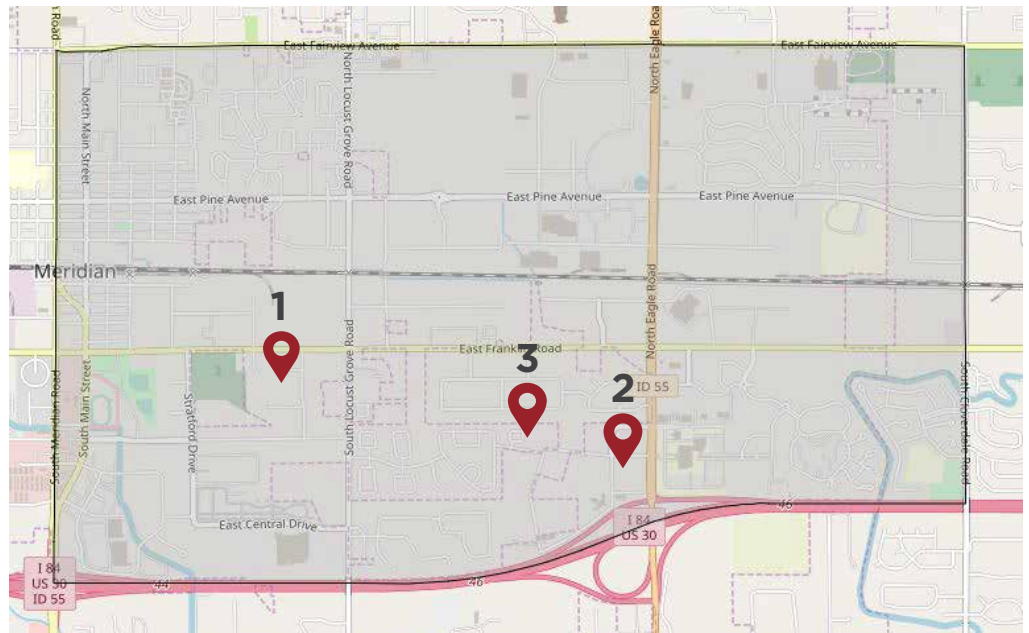 East Fairview Avenue
East Fairview Avenue
North Eagle Road
North Main Street
North Locust Grove Road
East Pine Avenue
East Pine Avenue
East Pine Avenue
Meridian
North Eagle Road
1
East Franklin Road
3
2
ID 55
South Meridian Road
South Main Street
Stratford Drive
South Locust Grove Road
South Cloverdale Road
East Central Drive
46
I 84
US 30
I 84
US 30
ID 55
44
46